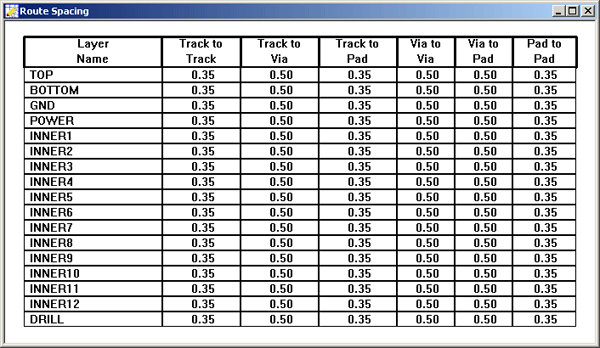 Route Spacing
Layer Name Track to Track Track to Via Track to Pad Via to Via Via to Pad Pad to Pad
TOP 0.35 0.50 0.35 0.50 0.50 0.35
BOTTOM 0.35 0.50 0.35 0.50 0.50 0.35
GND 0.35 0.50 0.35 0.50 0.50 0.35
POWER 0.35 0.50 0.35 0.50 0.50 0.35
INNER1 0.35 0.50 0.35 0.50 0.50 0.35
INNER2 0.35 0.50 0.35 0.50 0.50 0.35
INNER3 0.35 0.50 0.35 0.50 0.50 0.35
INNER4 0.35 0.50 0.35 0.50 0.50 0.35
INNER5 0.35 0.50 0.35 0.50 0.50 0.35
INNER6 0.35 0.50 0.35 0.50 0.50 0.35
INNER7 0.35 0.50 0.35 0.50 0.50 0.35
INNER8 0.35 0.50 0.35 0.50 0.50 0.35
INNER9 0.35 0.50 0.35 0.50 0.50 0.35
INNER10 0.35 0.50 0.35 0.50 0.50 0.35
INNER11 0.35 0.50 0.35 0.50 0.50 0.35
INNER12 0.35 0.50 0.35 0.50 0.50 0.35
DRILL 0.35 0.50 0.35 0.50 0.50 0.35